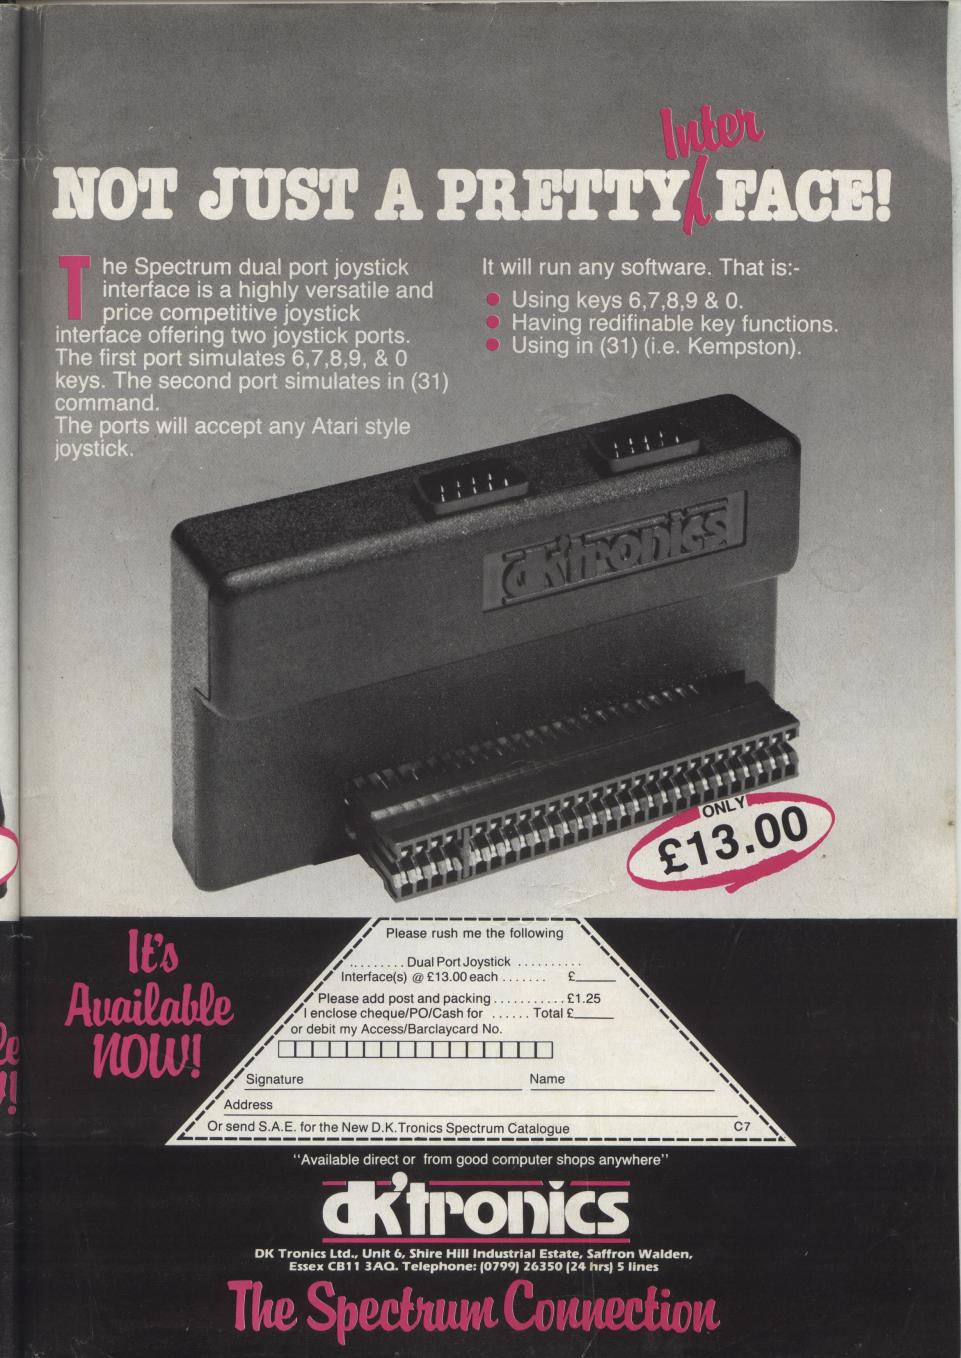 Inter
NOT JUST A PRETTY FACE!
The Spectrum dual port joystick
interface is a highly versatile and
price competitive joystick
interface offering two joystick ports.
The first port simulates 6,7,8,9, & 0
keys. The second port simulates in (31)
command.
The ports will accept any Atari style
joystick.
It will run any software. That is:-
● Using keys 6,7,8,9 & 0.
● Having redifinable key functions.
● Using in (31) (i.e. Kempston).
dk'tronics
ONLY
£13.00
It's
Available
NOW!
Please rush me the following
......... Dual Port Joystick ..........
Interface(s) @ £13.00 each ....... £_____
Please add post and packing ........... £1.25
I enclose cheque/PO/Cash for ...... Total £_____
or debit my Access/Barclaycard No.
Signature Name
Address
Or send S.A.E. for the New D.K.Tronics Spectrum Catalogue C7
"Available direct or from good computer shops anywhere"
dk'tronics
DK Tronics Ltd., Unit 6, Shire Hill Industrial Estate, Saffron Walden,
Essex CB11 3AQ. Telephone: (0799) 26350 (24 hrs) 5 lines
The Spectrum Connection